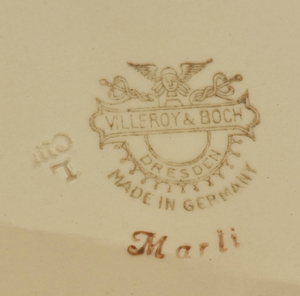 VILLEROY & BOCH
DRESDEN
MADE IN GERMANY
Marli